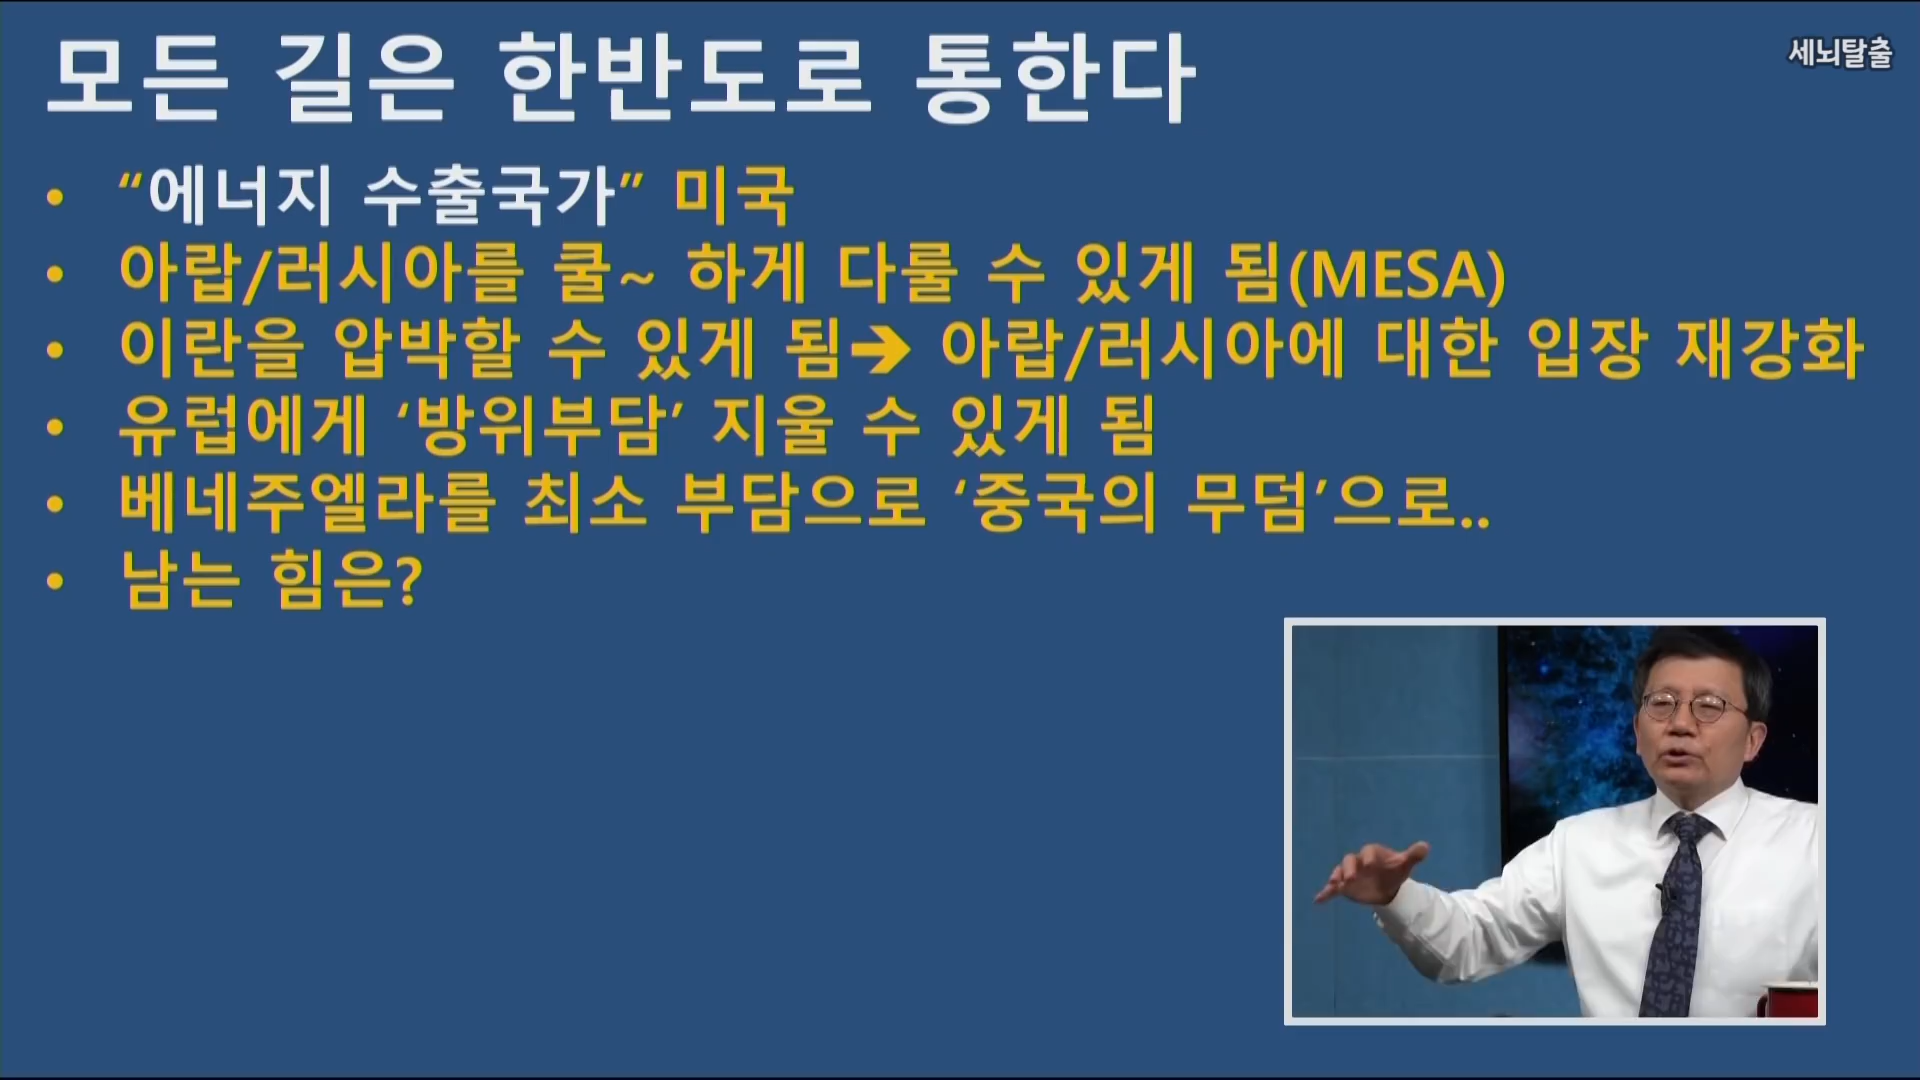 모든 길은 한반도로 통한다
세뇌탈출
• “에너지 수출국가” 미국
• 아랍/러시아를 쿨~ 하게 다룰 수 있게 됨(MESA)
• 이란을 압박할 수 있게 됨➔ 아랍/러시아에 대한 입장 재강화
• 유럽에게 ‘방위부담’ 지울 수 있게 됨
• 베네주엘라를 최소 부담으로 ‘중국의 무덤’으로..
• 남는 힘은?